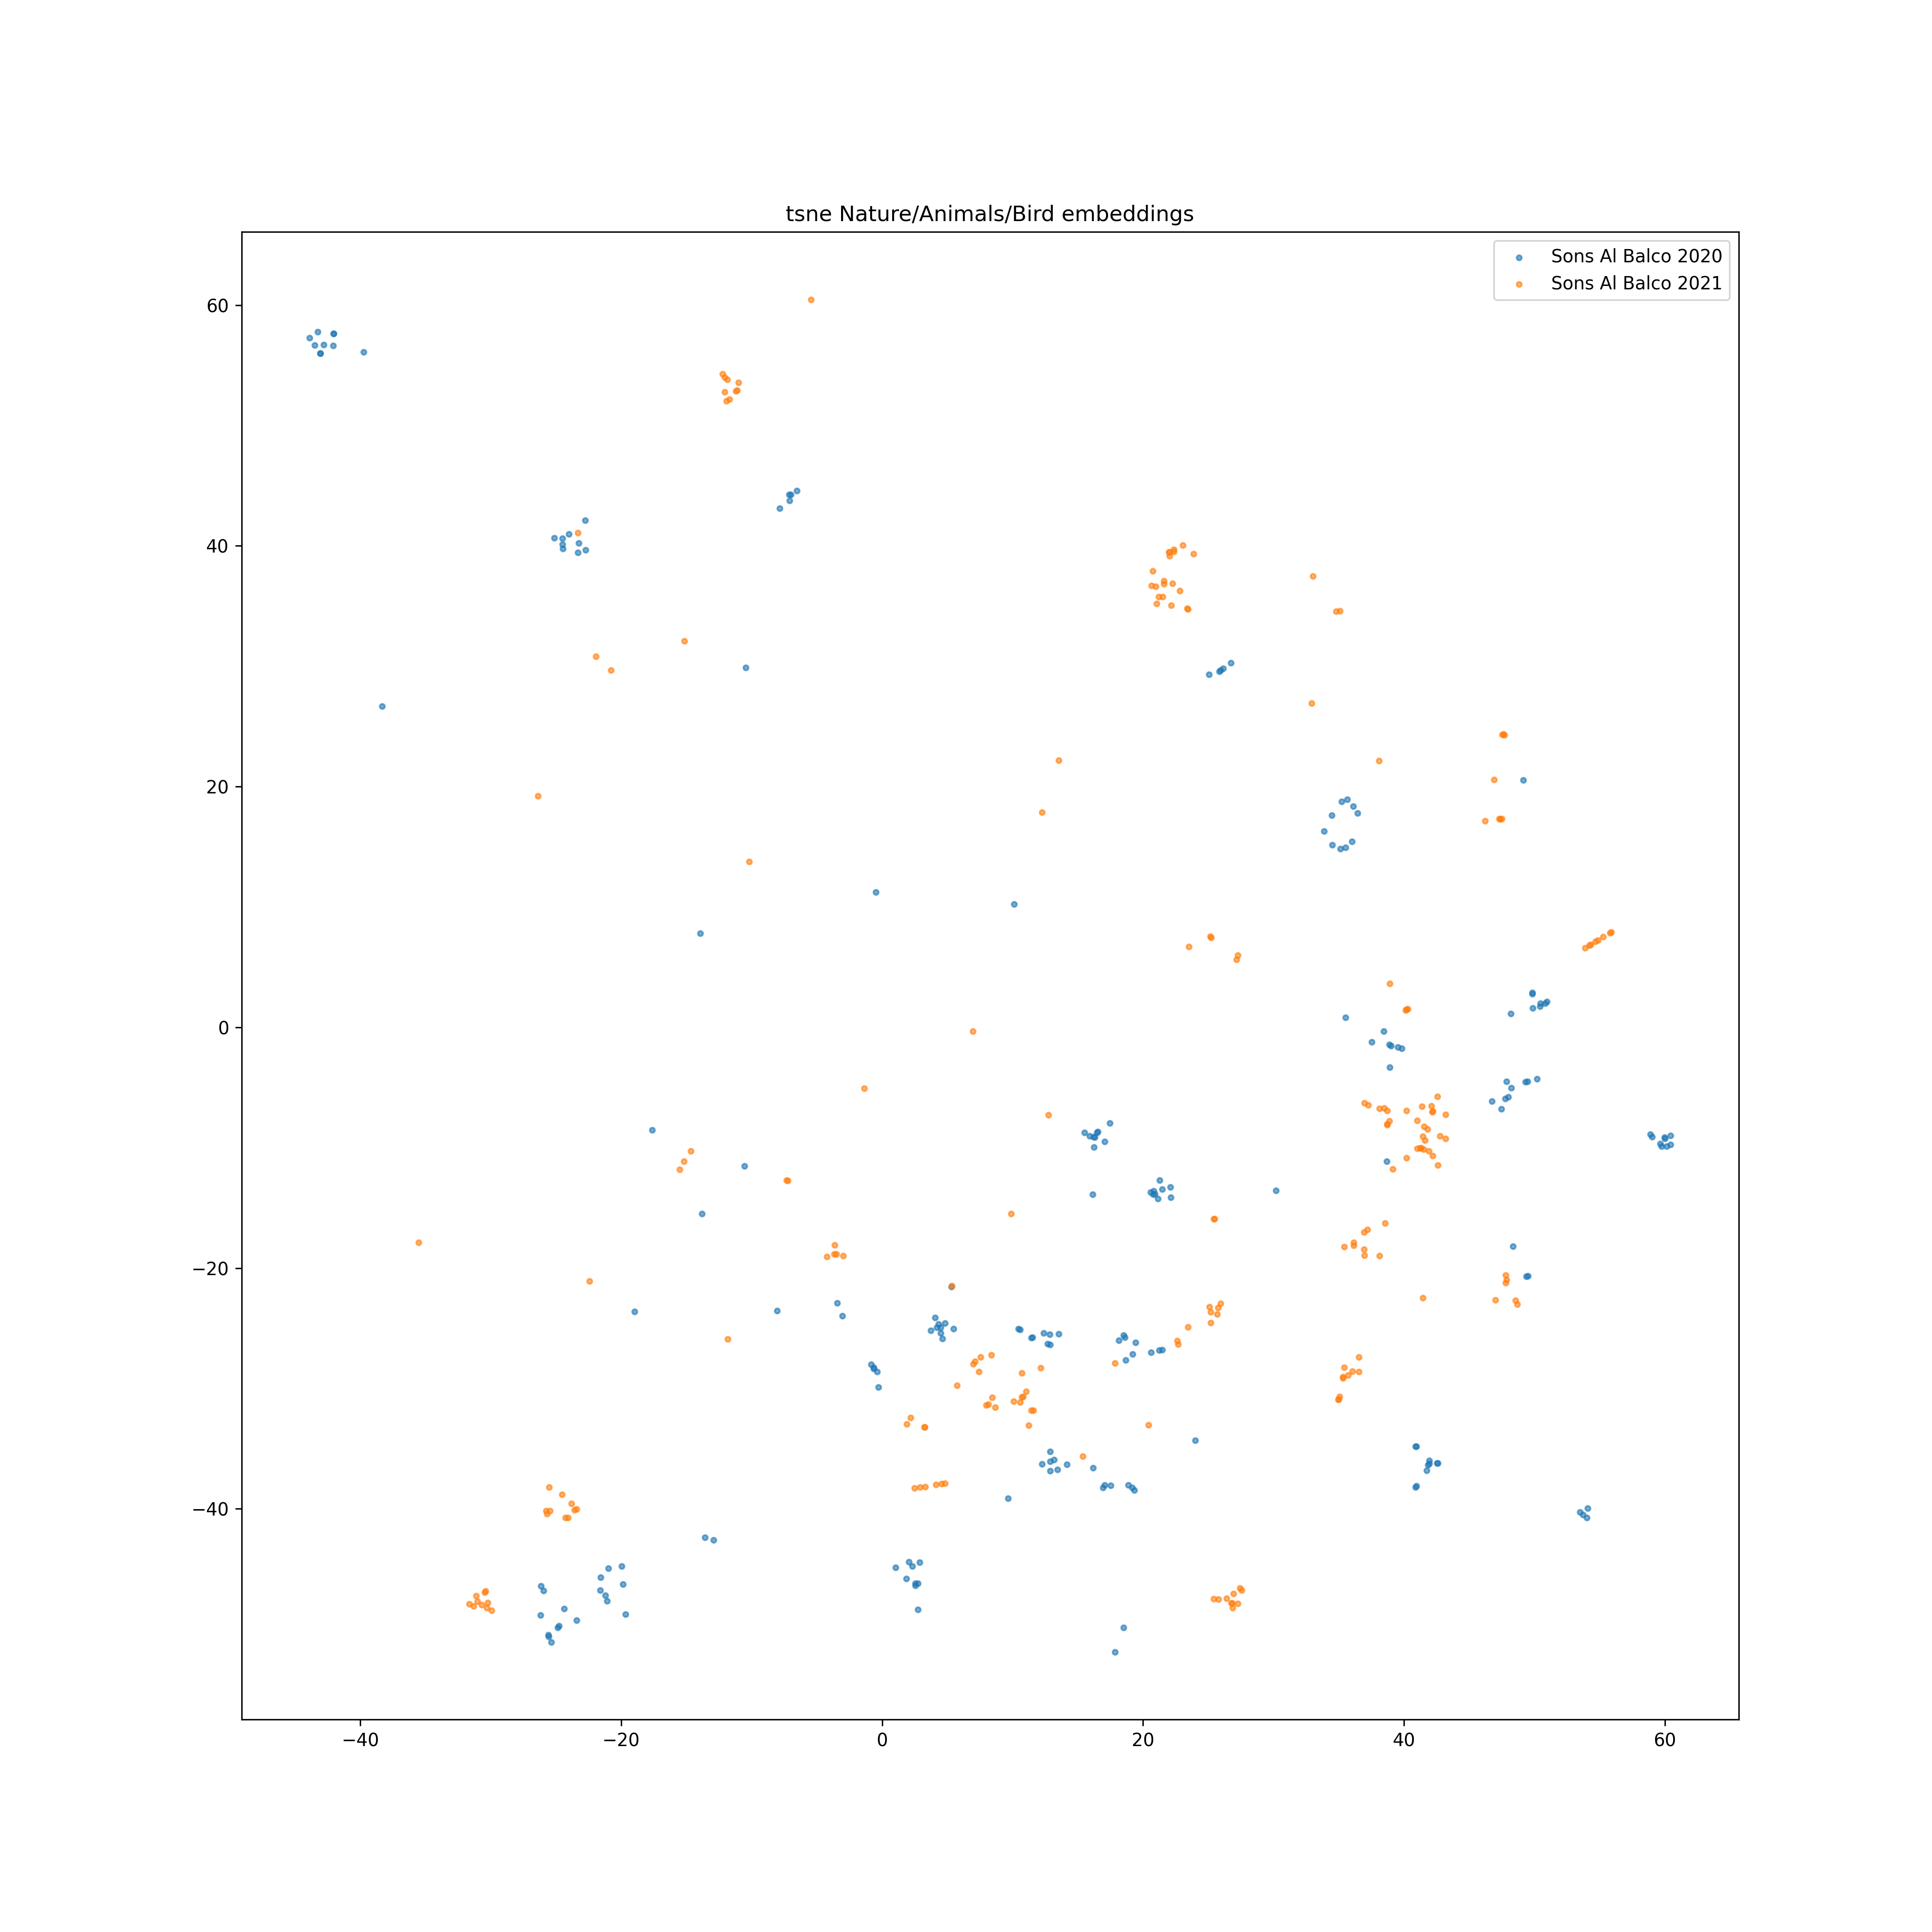 tsne Nature/Animals/Bird embeddings
Sons Al Balco 2020
Sons Al Balco 2021
60
40
20
0
−20
−40
−40 −20 0 20 40 60